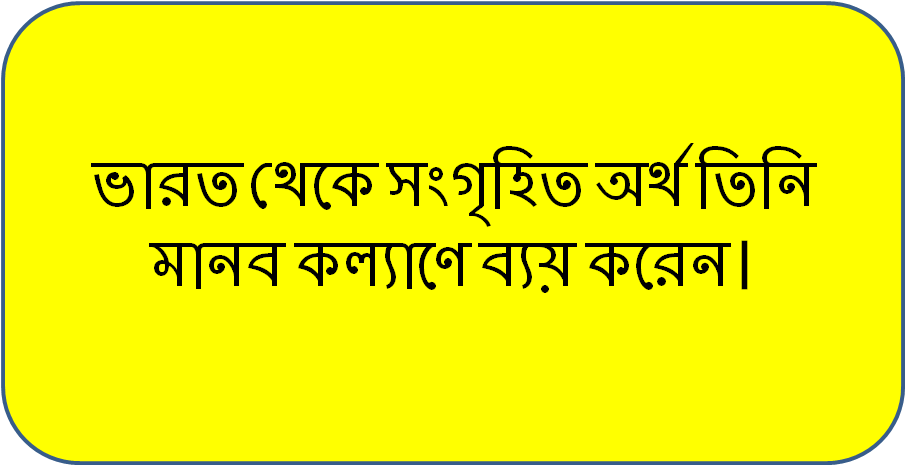 ভারত থেকে সংগৃহিত অর্থ তিনি
মানব কল্যাণে ব্যয় করেন।